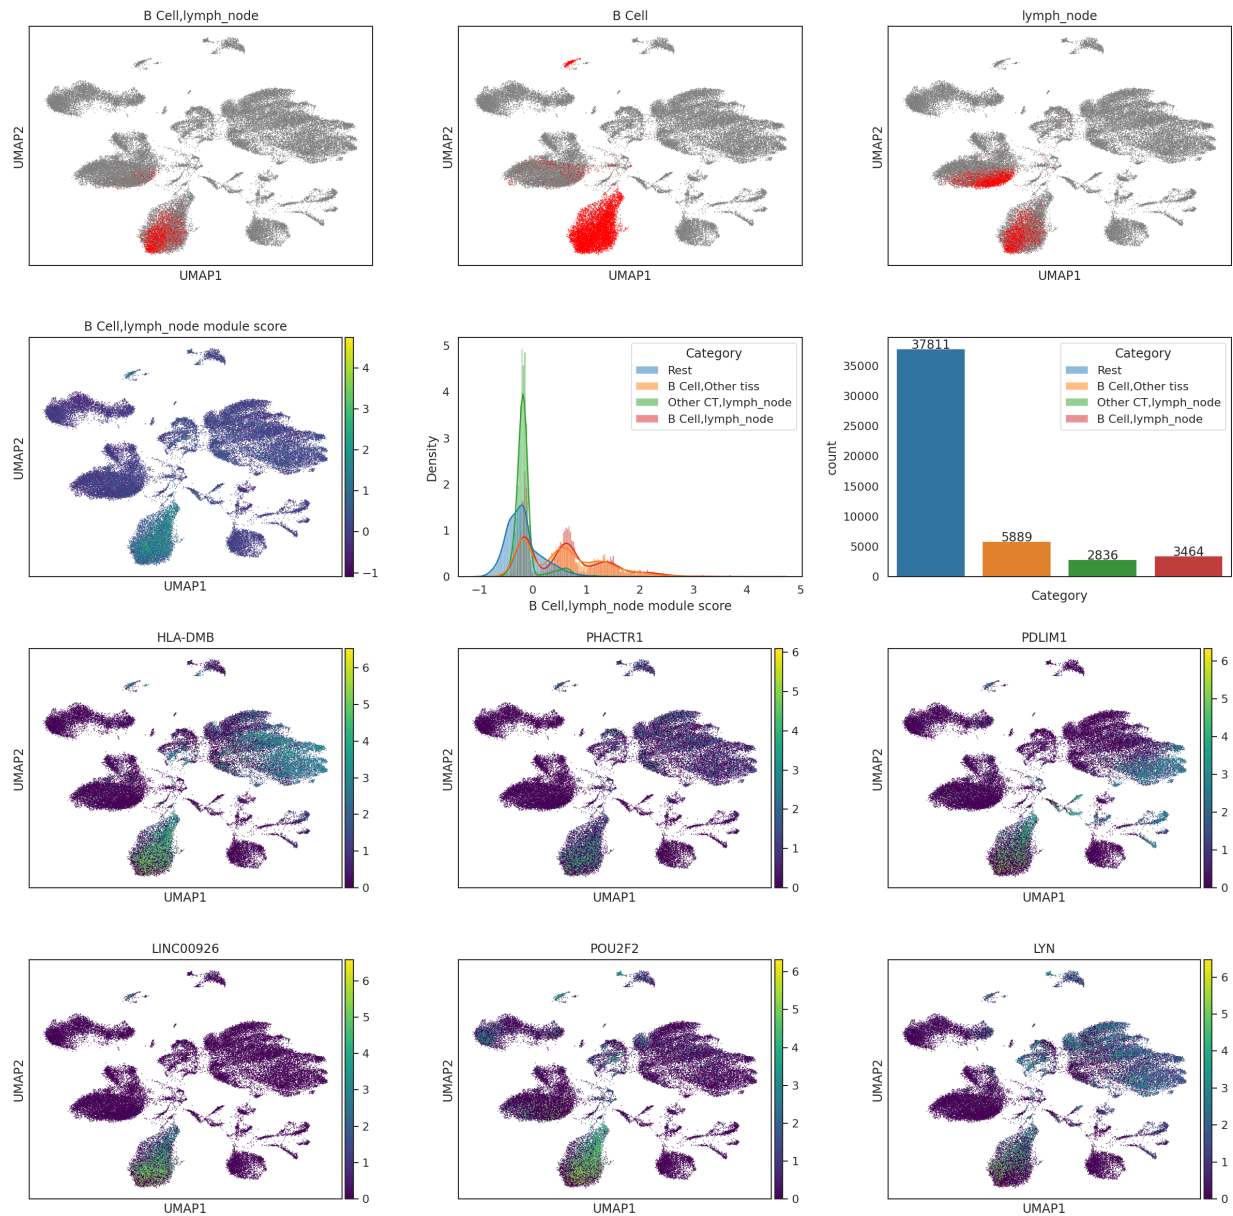 B Cell,lymph_node
B Cell
lymph_node
UMAP2
UMAP2
UMAP2
UMAP1
UMAP1
UMAP1
B Cell,lymph_node module score
UMAP2
UMAP1
4
3
2
1
0
−1
Density
5
4
3
2
1
0
−1
0
1
2
3
4
5
B Cell,lymph_node module score
Category
Rest
B Cell,Other tiss
Other CT,lymph_node
B Cell,lymph_node
count
35000
30000
25000
20000
15000
10000
5000
0
37811
5889
2836
3464
Category
Category
Rest
B Cell,Other tiss
Other CT,lymph_node
B Cell,lymph_node
HLA-DMB
UMAP2
UMAP1
6
5
4
3
2
1
0
PHACTR1
UMAP2
UMAP1
6
5
4
3
2
1
0
PDLIM1
UMAP2
UMAP1
6
5
4
3
2
1
0
LINC00926
UMAP2
UMAP1
6
5
4
3
2
1
0
POU2F2
UMAP2
UMAP1
6
5
4
3
2
1
0
LYN
UMAP2
UMAP1
6
5
4
3
2
1
0